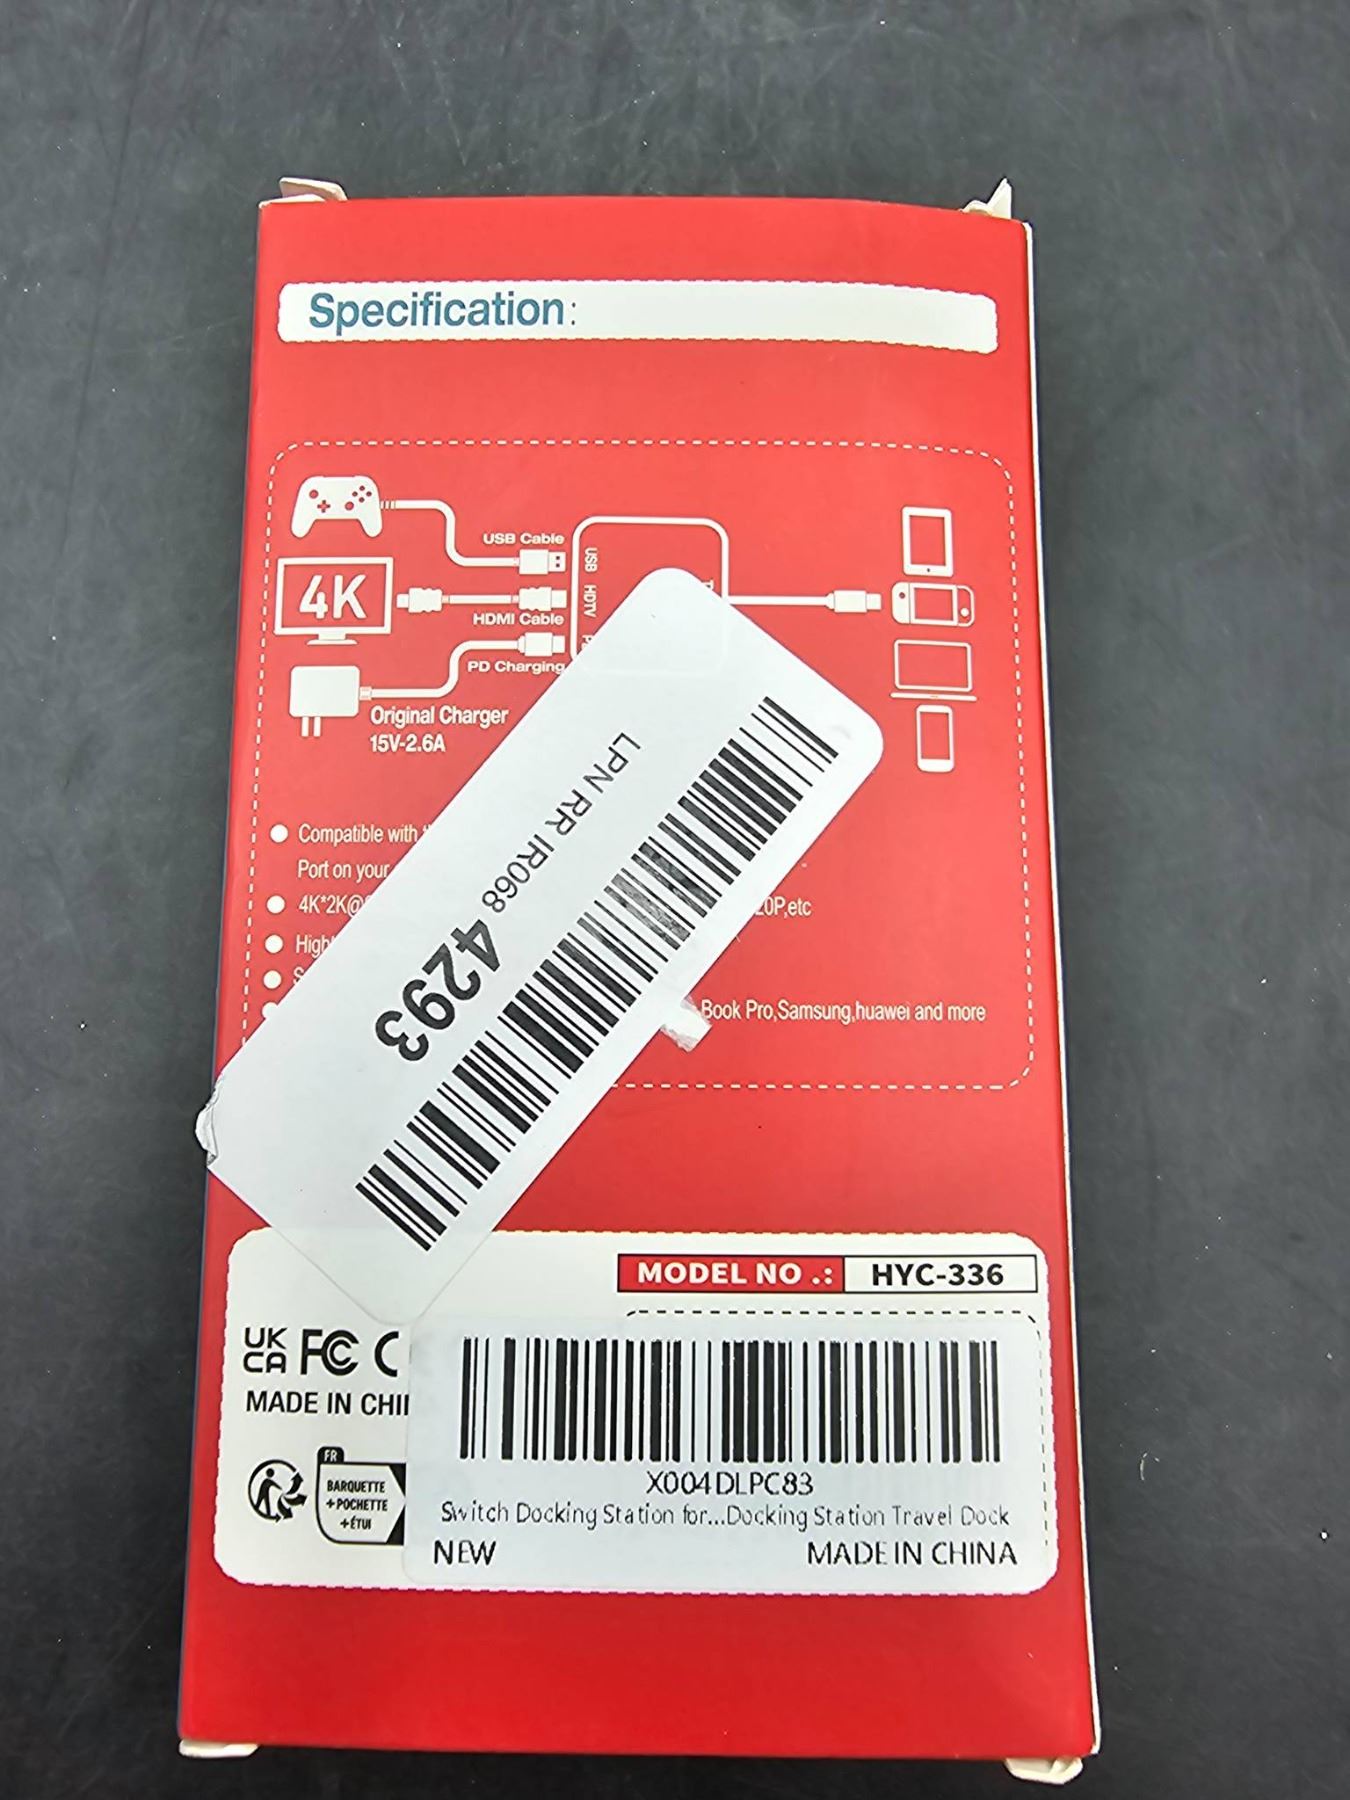 Specification:
USB Cable
USB
4K
HDTV
HDMI Cable
PD Charging
Original Charger
15V-2.6A
LPN RR IR068 4293
Compatible with
Port on your
4K*2K@
20P,etc
Book Pro,Samsung,huawei and more
MODEL NO .: HYC-336
UK
CA FC
MADE IN CHI
FR
BARQUETTE
+POCHETTE
+ÉTUI
X004DLPC83
Switch Docking Station for...Docking Station Travel Dock
NEW MADE IN CHINA